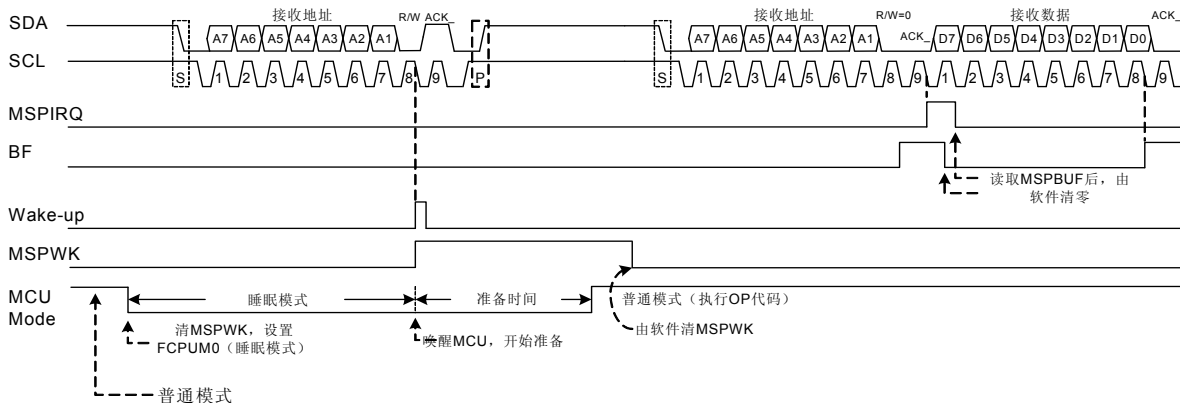 接收地址 R/W ACK_ 接收地址 R/W=0 接收数据 ACK_
SDA A7 A6 A5 A4 A3 A2 A1 A7 A6 A5 A4 A3 A2 A1 ACK_ D7 D6 D5 D4 D3 D2 D1 D0
SCL S 1 2 3 4 5 6 7 8 9 P S 1 2 3 4 5 6 7 8 9 1 2 3 4 5 6 7 8 9
MSPIRQ
BF
读取MSPBUF后，由
软件清零
Wake-up
MSPWK
MCU
Mode
睡眠模式 准备时间 普通模式（执行OP代码）
清MSPWK，设置
FCPUM0（睡眠模式）
唤醒MCU，开始准备
由软件清MSPWK
普通模式